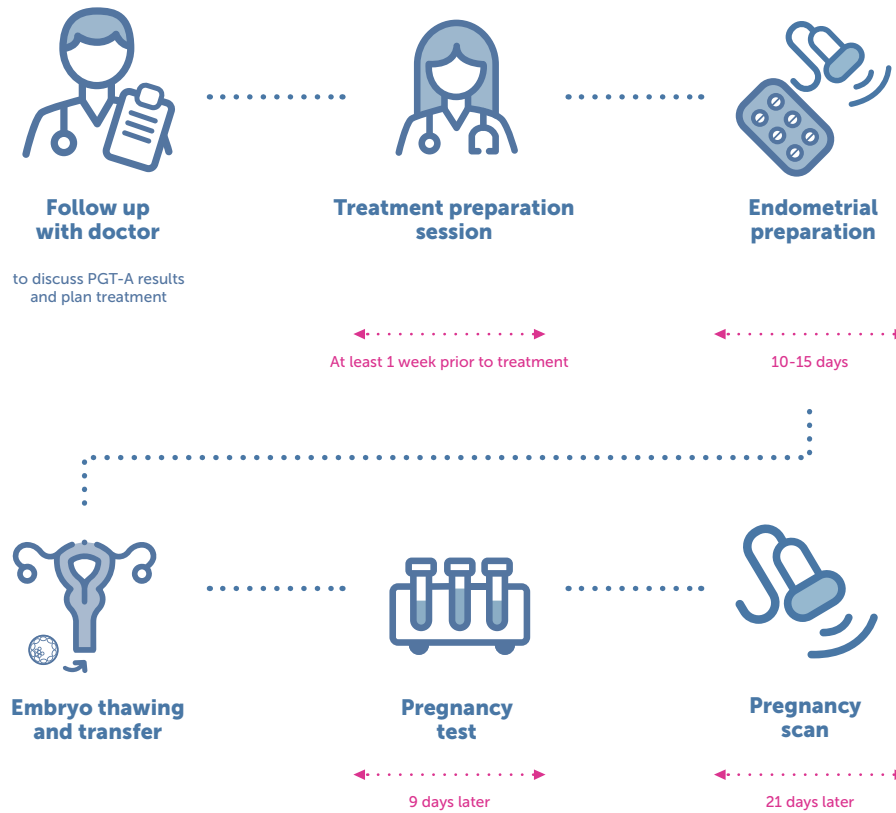 Follow up
with doctor
to discuss PGT-A results
and plan treatment
Treatment preparation
session
At least 1 week prior to treatment
Endometrial
preparation
10-15 days
Embryo thawing
and transfer
Pregnancy
test
9 days later
Pregnancy
scan
21 days later